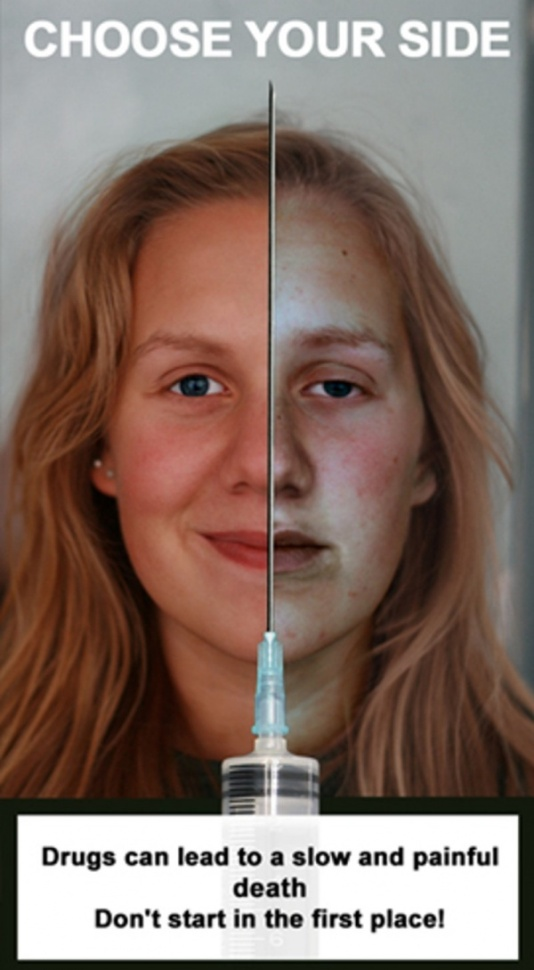 CHOOSE YOUR SIDE
Drugs can lead to a slow and painful
death
Don't start in the first place!